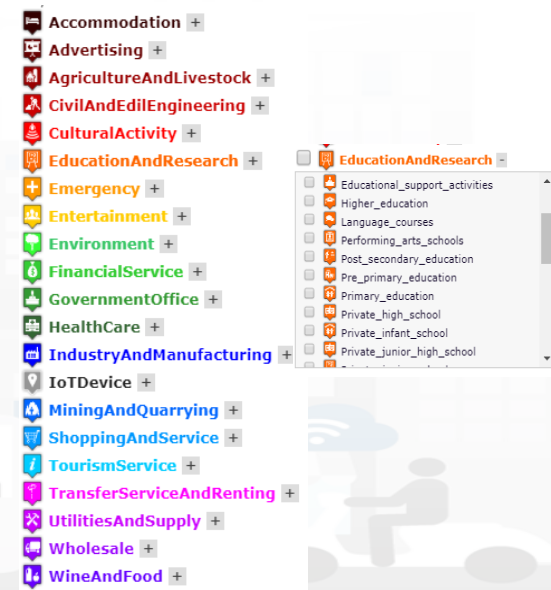 Accommodation +
Advertising +
AgricultureAndLivestock +
CivilAndEdilEngineering +
CulturalActivity +
EducationAndResearch +
Emergency +
Entertainment +
Environment +
FinancialService +
GovernmentOffice +
HealthCare +
IndustryAndManufacturing +
IoTDevice +
MiningAndQuarrying +
ShoppingAndService +
TourismService +
TransferServiceAndRenting +
UtilitiesAndSupply +
Wholesale +
WineAndFood +
EducationAndResearch -
Educational_support_activities
Higher_education
Language_courses
Performing_arts_schools
Post_secondary_education
Pre_primary_education
Primary_education
Private_high_school
Private_infant_school
Private_junior_high_school